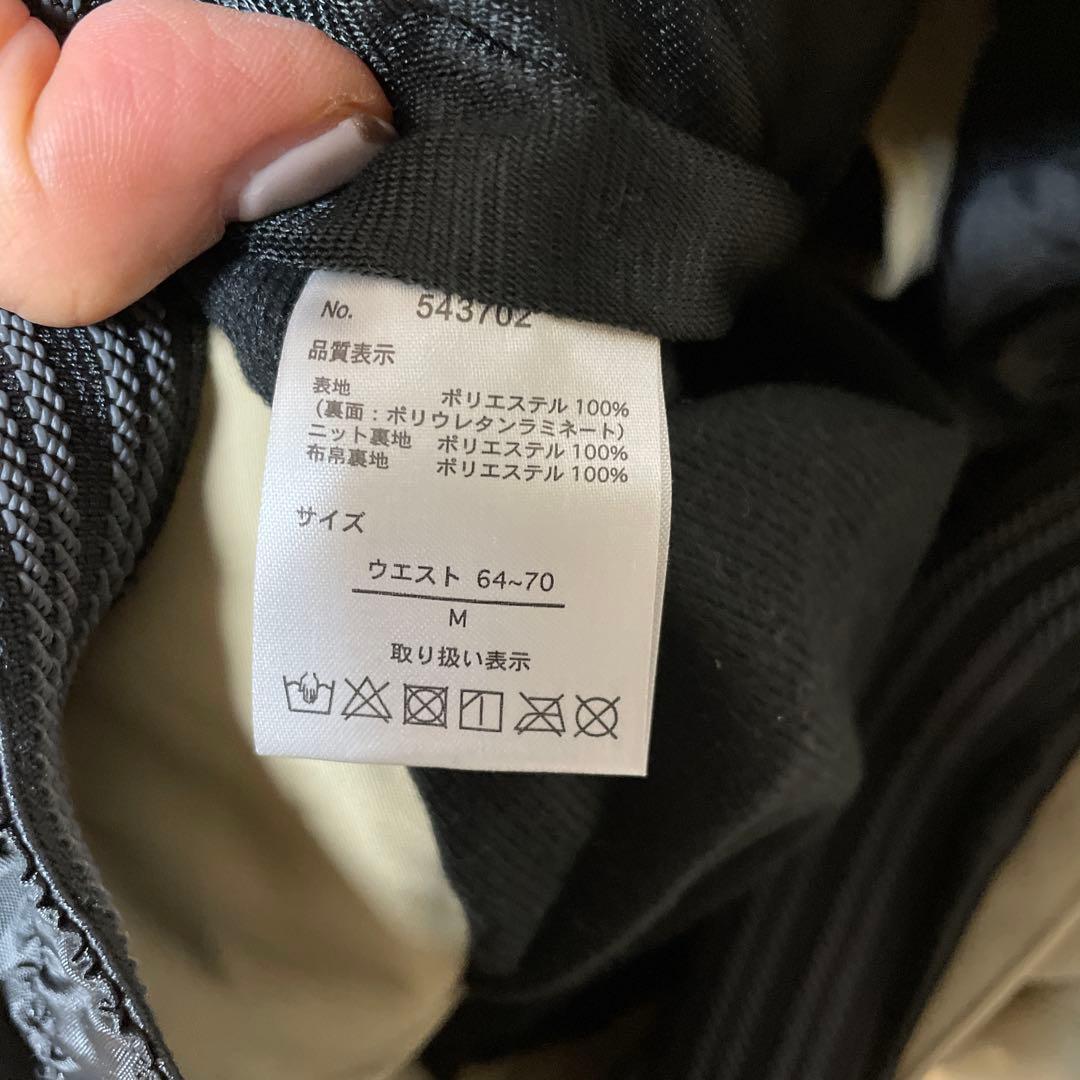 No. 543702
品質表示
表地 ポリエステル 100%
(裏面:ポリウレタンラミネート)
ニット裏地 ポリエステル 100%
布帛裏地 ポリエステル 100%
サイズ
ウエスト 64~70
M
取り扱い表示